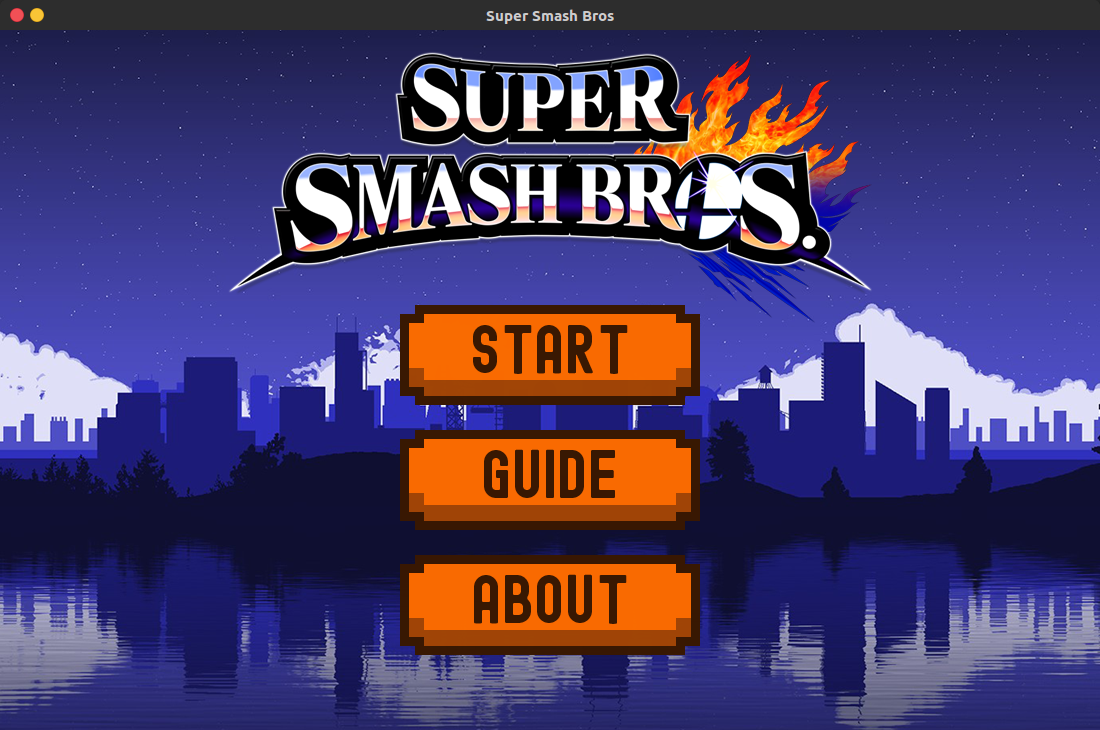 Super Smash Bros
SUPER
SMASH BROS.
START
GUIDE
ABOUT